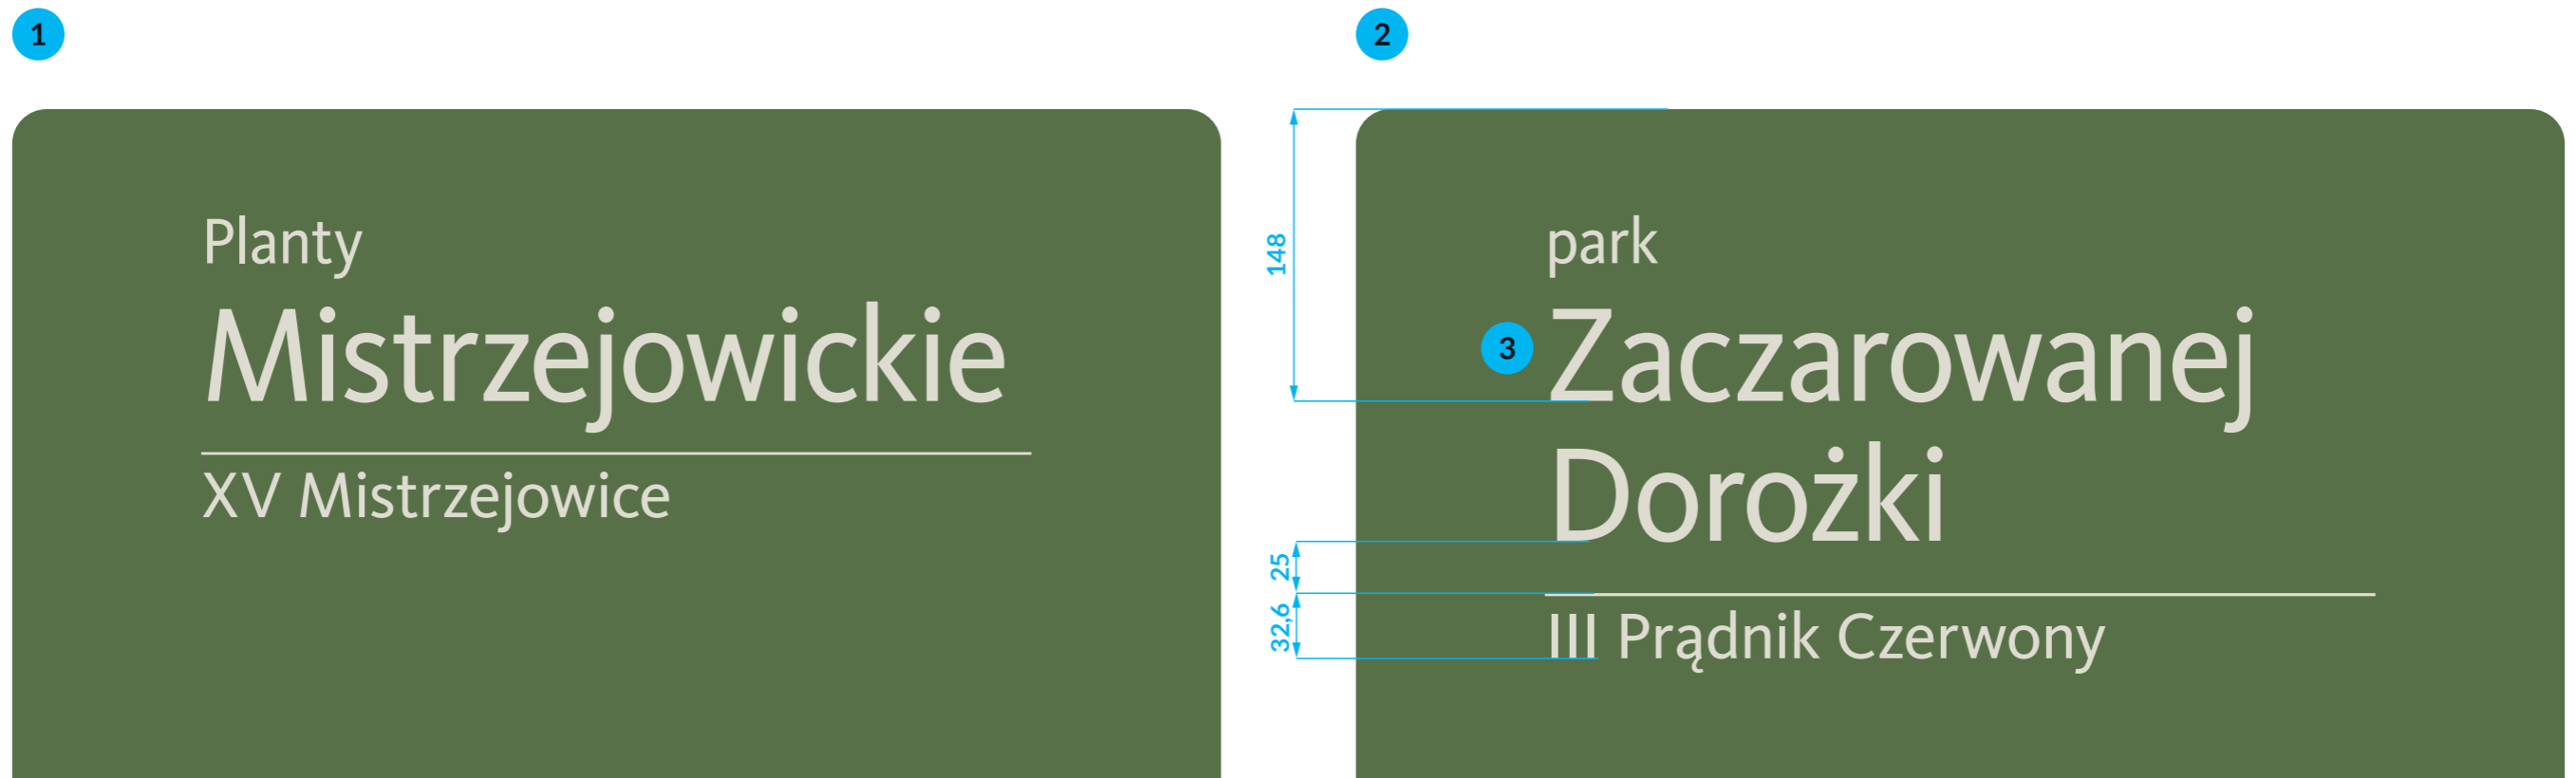 1
Planty
Mistrzejowickie
XV Mistrzejowice
2
148
park
3
Zaczarowanej
Dorożki
25
32,6
III Prądnik Czerwony